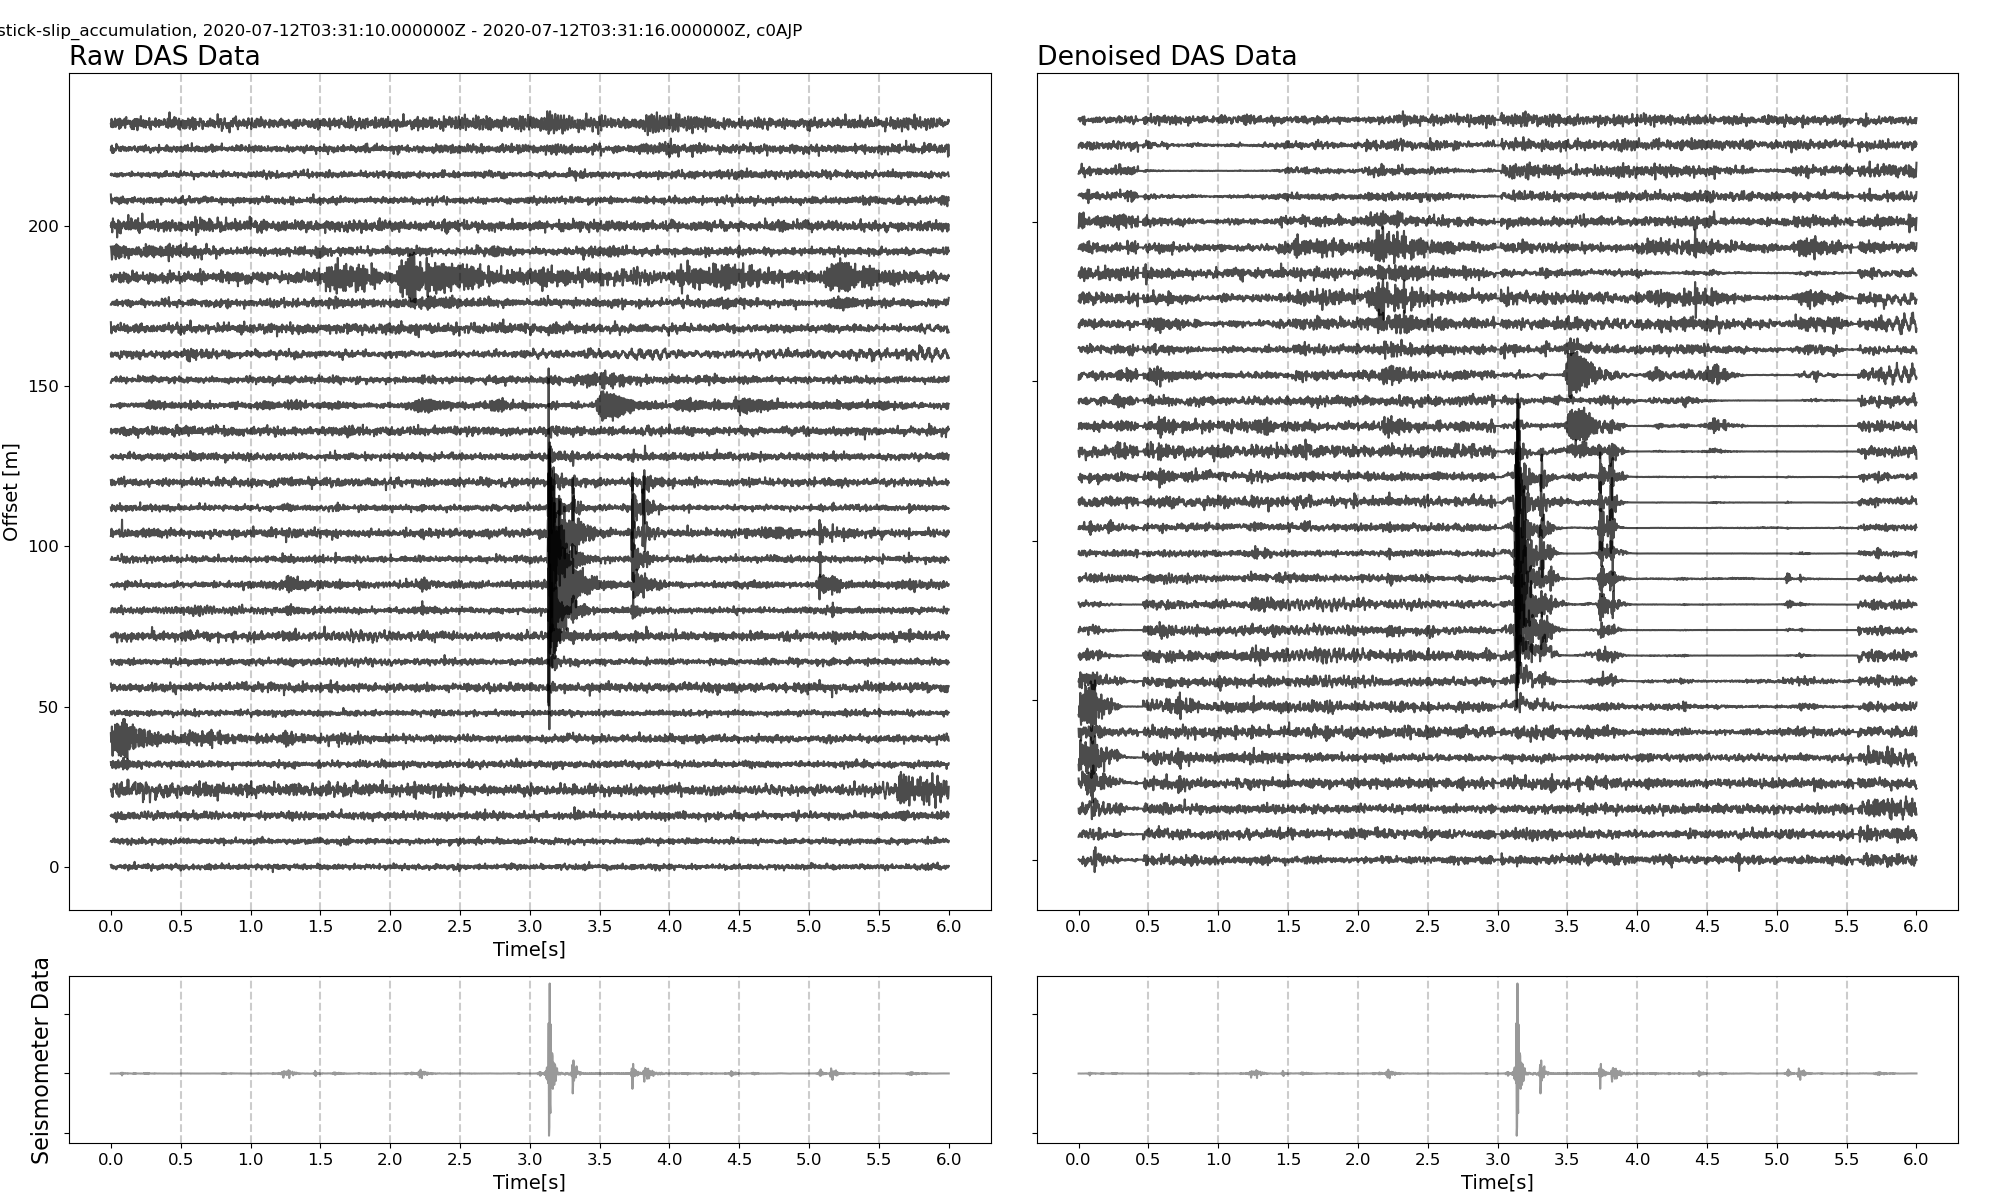 stick-slip_accumulation, 2020-07-12T03:31:10.000000Z - 2020-07-12T03:31:16.000000Z, c0AJP
Raw DAS Data
Denoised DAS Data
Offset [m]
200
150
100
50
0
0.0 0.5 1.0 1.5 2.0 2.5 3.0 3.5 4.0 4.5 5.0 5.5 6.0
Time[s]
0.0 0.5 1.0 1.5 2.0 2.5 3.0 3.5 4.0 4.5 5.0 5.5 6.0
Seismometer Data
0.0 0.5 1.0 1.5 2.0 2.5 3.0 3.5 4.0 4.5 5.0 5.5 6.0
Time[s]
0.0 0.5 1.0 1.5 2.0 2.5 3.0 3.5 4.0 4.5 5.0 5.5 6.0
Time[s]